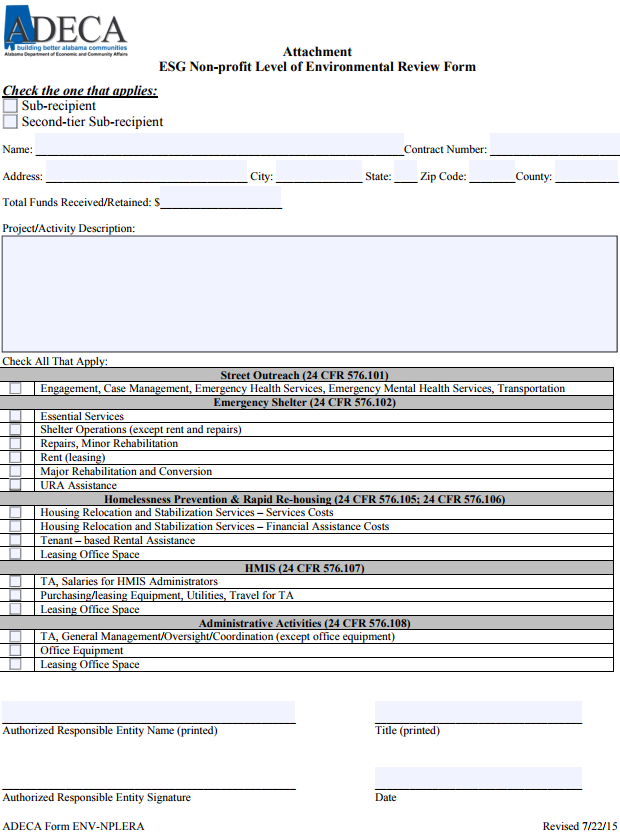 ADECA
building better alabama communities
Alabama Department of Economic and Community Affairs
Attachment
ESG Non-profit Level of Environmental Review Form
Check the one that applies:
Sub-recipient
Second-tier Sub-recipient
Name: Contract Number:
Address: City: State: Zip Code: County:
Total Funds Received/Retained: $
Project/Activity Description:
Check All That Apply:
Street Outreach (24 CFR 576.101)
Engagement, Case Management, Emergency Health Services, Emergency Mental Health Services, Transportation
Emergency Shelter (24 CFR 576.102)
Essential Services
Shelter Operations (except rent and repairs)
Repairs, Minor Rehabilitation
Rent (leasing)
Major Rehabilitation and Conversion
URA Assistance
Homelessness Prevention & Rapid Re-housing (24 CFR 576.105; 24 CFR 576.106)
Housing Relocation and Stabilization Services – Services Costs
Housing Relocation and Stabilization Services – Financial Assistance Costs
Tenant – based Rental Assistance
Leasing Office Space
HMIS (24 CFR 576.107)
TA, Salaries for HMIS Administrators
Purchasing/leasing Equipment, Utilities, Travel for TA
Leasing Office Space
Administrative Activities (24 CFR 576.108)
TA, General Management/Oversight/Coordination (except office equipment)
Office Equipment
Leasing Office Space
Authorized Responsible Entity Name (printed) Title (printed)
Authorized Responsible Entity Signature Date
ADECA Form ENV-NPLERA Revised 7/22/15